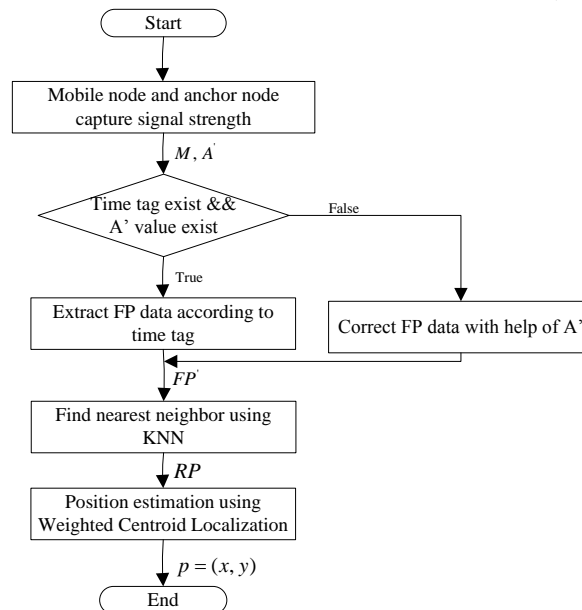 Start
Mobile node and anchor node
capture signal strength
M, A'
Time tag exist &&
A' value exist
False
True
Extract FP data according to
time tag
Correct FP data with help of A'
FP'
Find nearest neighbor using
KNN
RP
Position estimation using
Weighted Centroid Localization
p = (x, y)
End